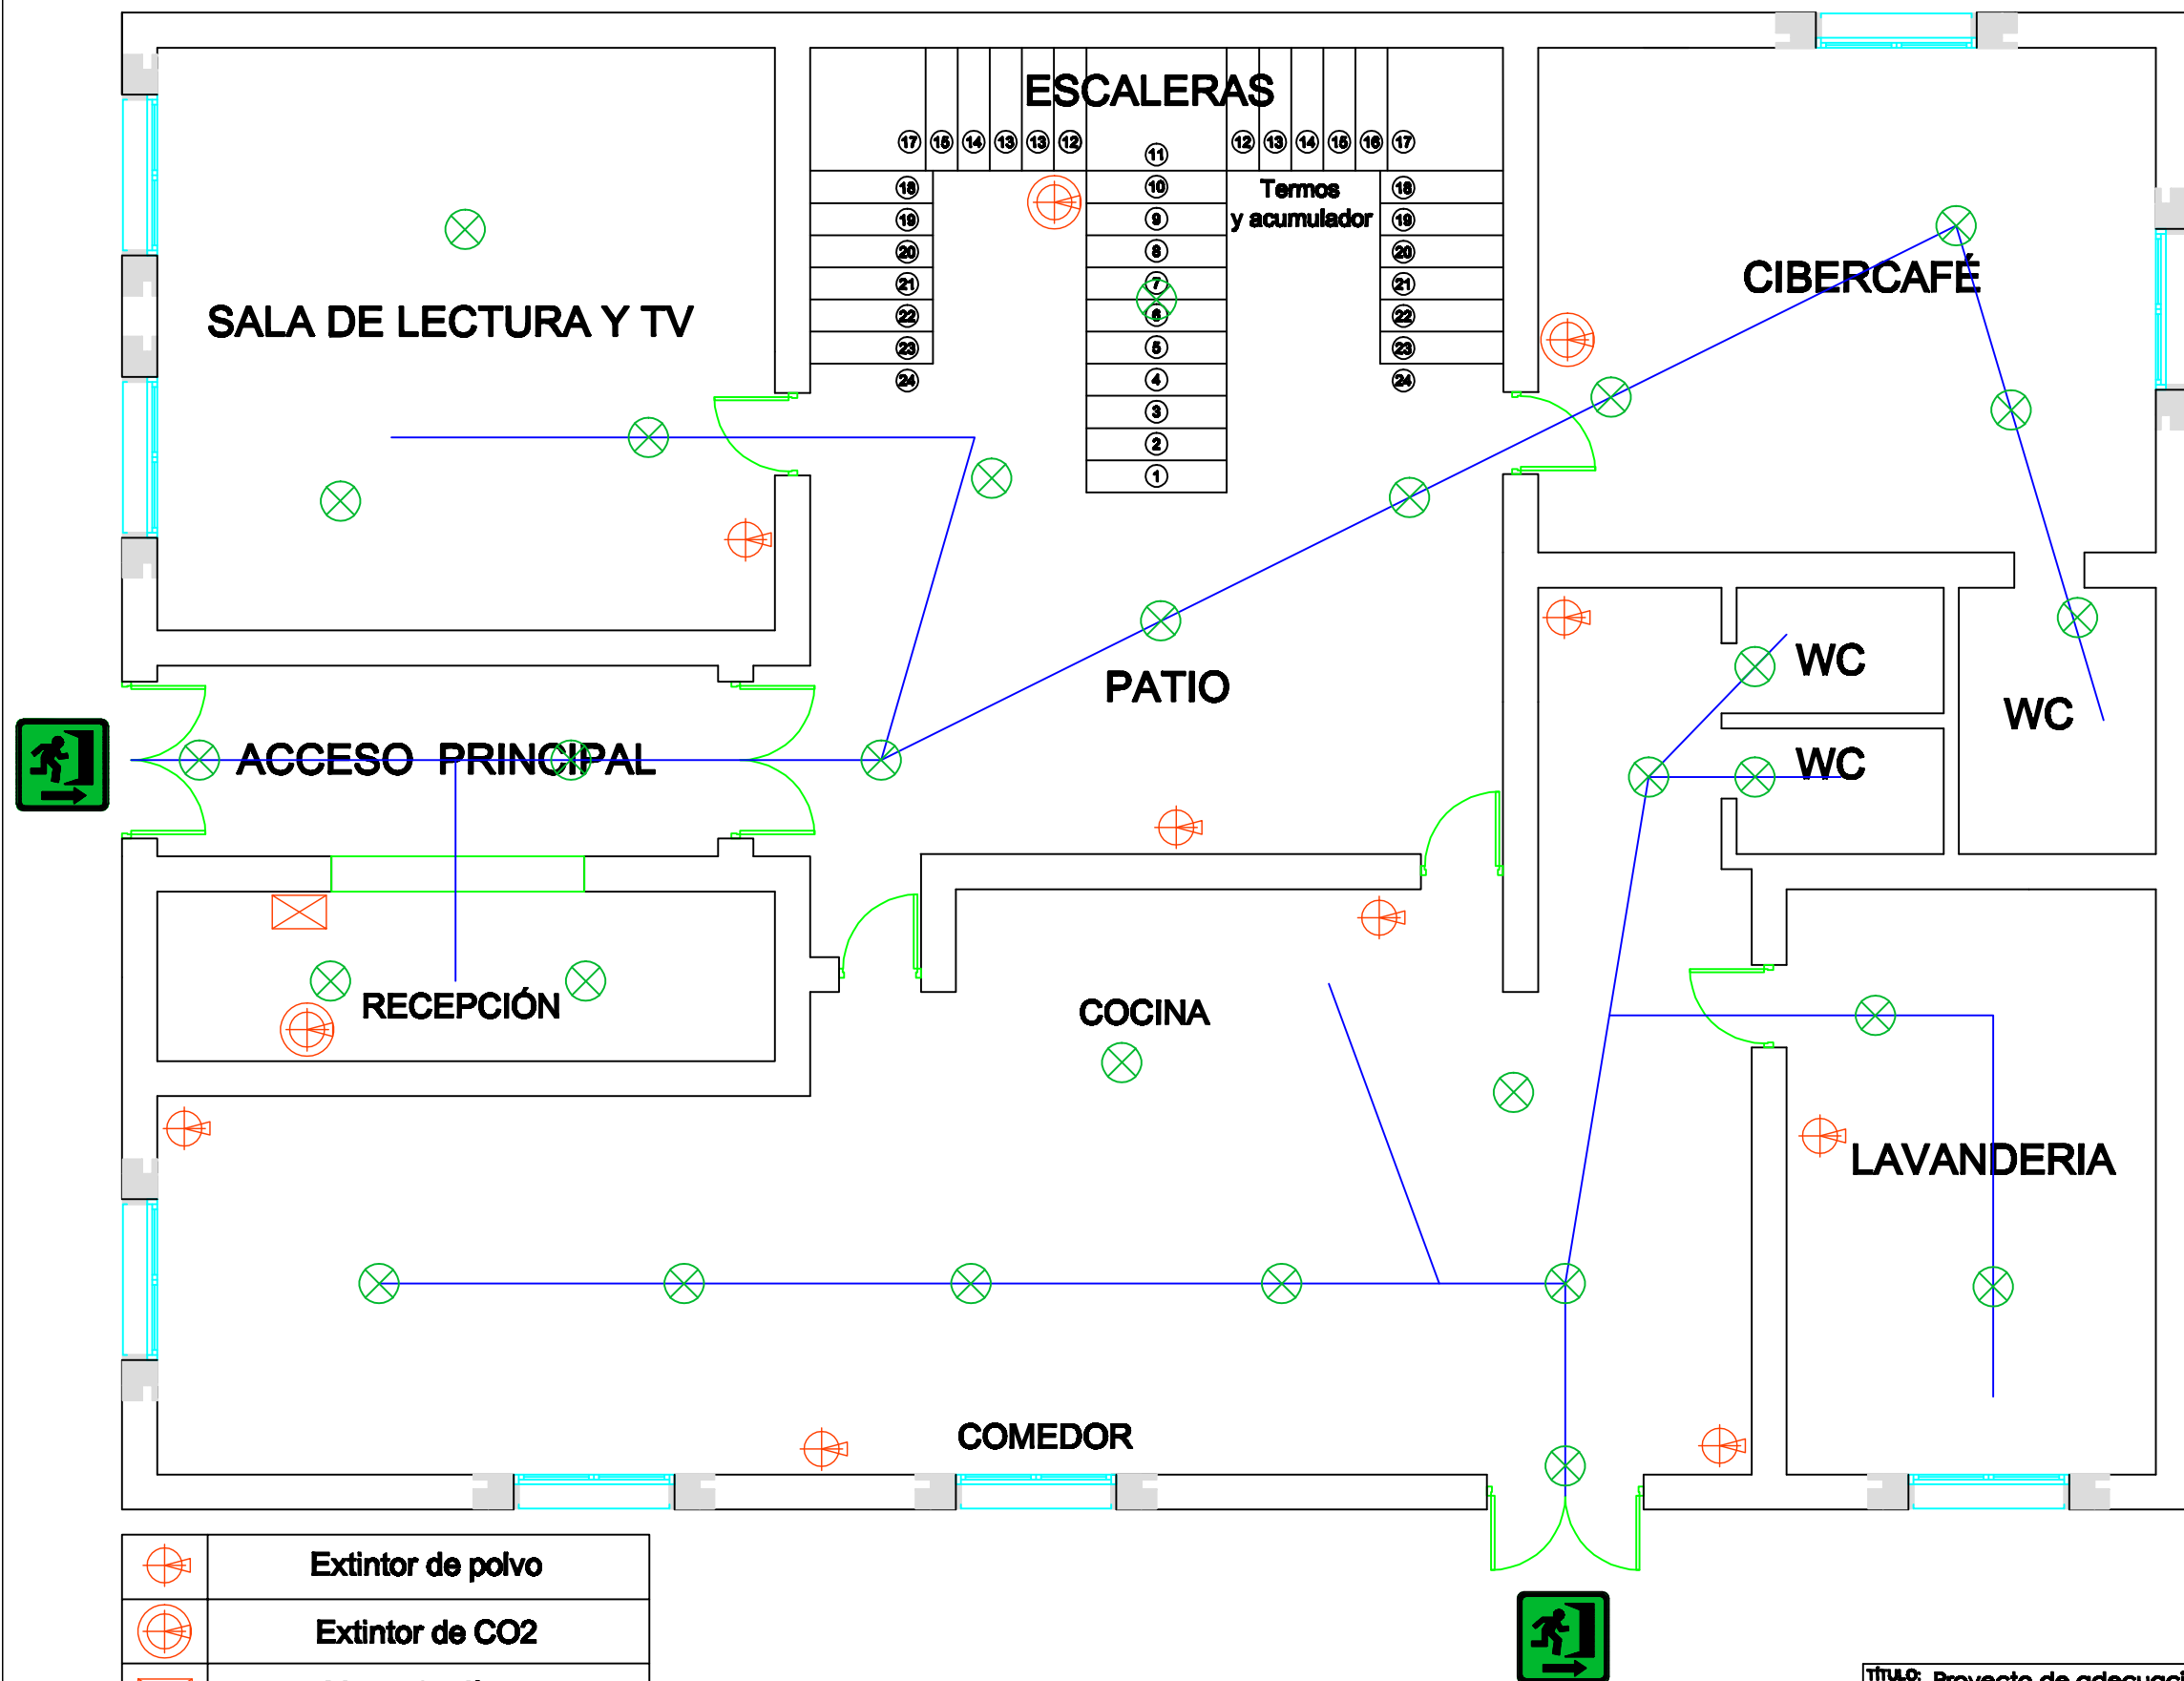 ESCALERAS
17 15 14 13 13 12 11 12 13 14 15 16 17
18 10 Termos 18
19 9 y acumulador 19
20 8 20
21 7 21
22 6 22
23 5 23
24 4 24
3
2
1
CIBERCAFÉ
SALA DE LECTURA Y TV
WC
PATIO
WC
ACCESO PRINCIPAL
WC
RECEPCIÓN
COCINA
LAVANDERIA
COMEDOR
Extintor de polvo
Extintor de CO2
TÍTULO: Proyecto de adecuaci